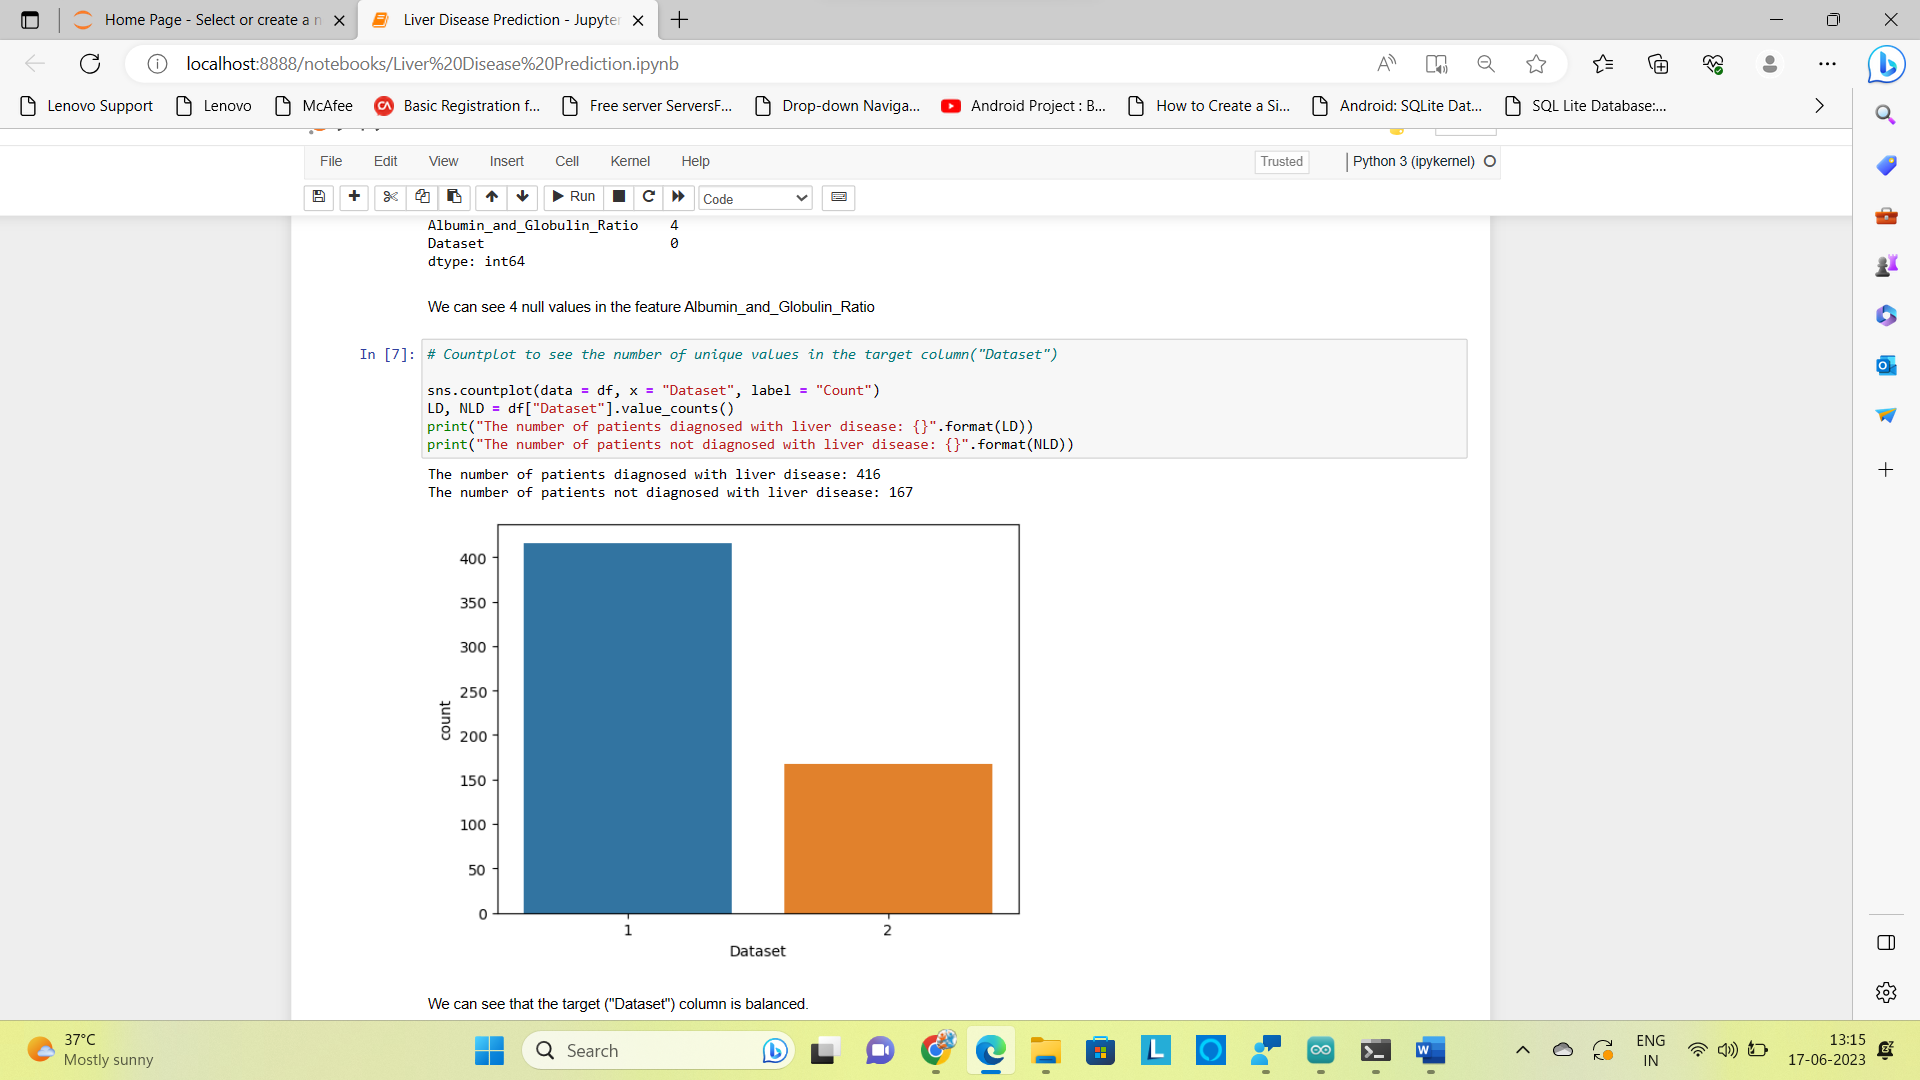 Home Page - Select or create a n
Liver Disease Prediction - Jupyte
localhost:8888/notebooks/Liver%20Disease%20Prediction.ipynb
Lenovo Support
Lenovo
McAfee
Basic Registration f...
Free server ServersF...
Drop-down Naviga...
Android Project : B...
How to Create a Si...
Android: SQLite Dat...
SQL Lite Database:...
File Edit View Insert Cell Kernel Help
Trusted
Python 3 (ipykernel)
Run
Code
Albumin_and_Globulin_Ratio 4
Dataset 0
dtype: int64
We can see 4 null values in the feature Albumin_and_Globulin_Ratio
In [7]:
# Countplot to see the number of unique values in the target column("Dataset")
sns.countplot(data = df, x = "Dataset", label = "Count")
LD, NLD = df["Dataset"].value_counts()
print("The number of patients diagnosed with liver disease: {}".format(LD))
print("The number of patients not diagnosed with liver disease: {}".format(NLD))
The number of patients diagnosed with liver disease: 416
The number of patients not diagnosed with liver disease: 167
400
350
300
250
200
150
100
50
0
count
1 2
Dataset
We can see that the target ("Dataset") column is balanced.
37°C
Mostly sunny
Search
ENG
IN
13:15
17-06-2023